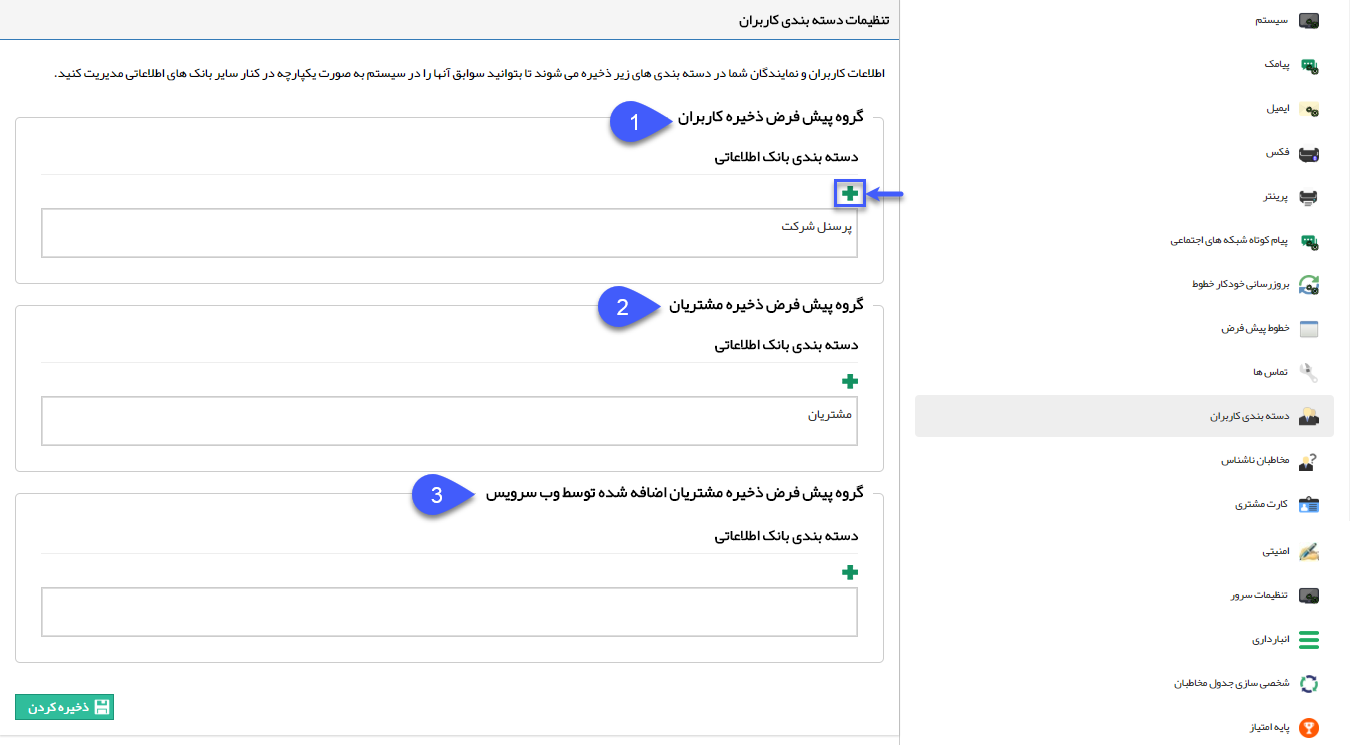 سیستم
پیامک
ایمیل
فکس
پرینتر
پیام کوتاه شبکه های اجتماعی
بروزرسانی خودکار خطوط
خطوط پیش فرض
تماس ها
دسته بندی کاربران
مخاطبان ناشناس
کارت مشتری
امنیتی
تنظیمات سرور
انبارداری
شخصی سازی جدول مخاطبان
پایه امتیاز
تنظیمات دسته بندی کاربران
اطلاعات کاربران و نمایندگان شما در دسته بندی های زیر ذخیره می شوند تا بتوانید سوابق آنها را در سیستم به صورت یکپارچه در کنار سایر بانک های اطلاعاتی مدیریت کنید.
گروه پیش فرض ذخیره کاربران
1
دسته بندی بانک اطلاعاتی
پرسنل شرکت
گروه پیش فرض ذخیره مشتریان
2
دسته بندی بانک اطلاعاتی
مشتریان
گروه پیش فرض ذخیره مشتریان اضافه شده توسط وب سرویس
3
دسته بندی بانک اطلاعاتی
ذخیره کردن